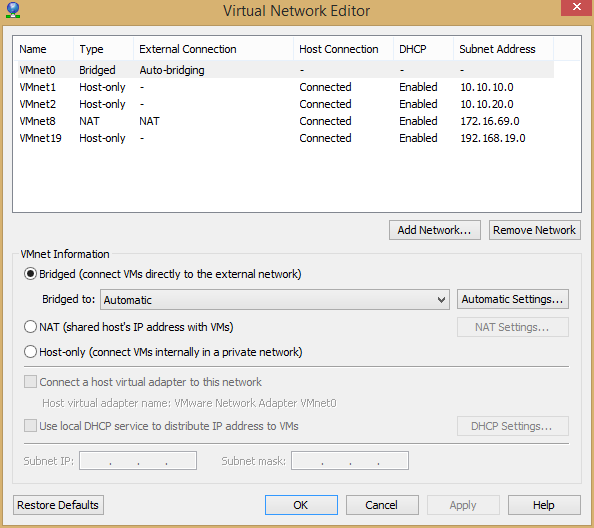 Virtual Network Editor
Name Type External Connection Host Connection DHCP Subnet Address
VMnet0 Bridged Auto-bridging - - -
VMnet1 Host-only - Connected Enabled 10.10.10.0
VMnet2 Host-only - Connected Enabled 10.10.20.0
VMnet8 NAT NAT Connected Enabled 172.16.69.0
VMnet19 Host-only - Connected Enabled 192.168.19.0
Add Network... Remove Network
VMnet Information
Bridged (connect VMs directly to the external network)
Bridged to: Automatic Automatic Settings...
NAT (shared host's IP address with VMs) NAT Settings...
Host-only (connect VMs internally in a private network)
Connect a host virtual adapter to this network
Host virtual adapter name: VMware Network Adapter VMnet0
Use local DHCP service to distribute IP address to VMs DHCP Settings...
Subnet IP: . . . Subnet mask: . . .
Restore Defaults OK Cancel Apply Help